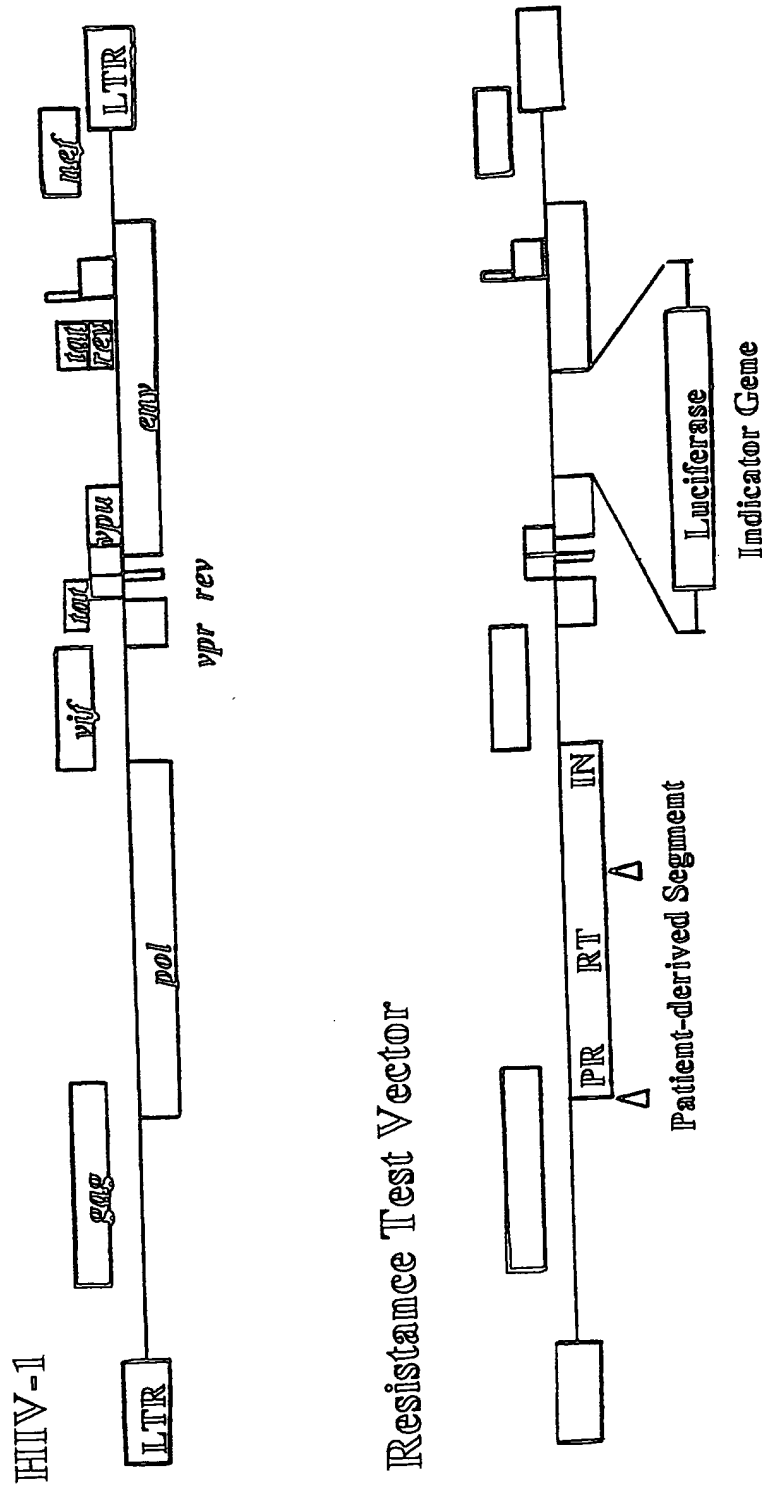 HIV-1
LTR
gag
pol
vif
tat
vpu
tat
rev
nef
LTR
env
vpr rev
Resistance Test Vector
PR RT IN
Patient-derived Segment
Luciferase
Indicator Gene